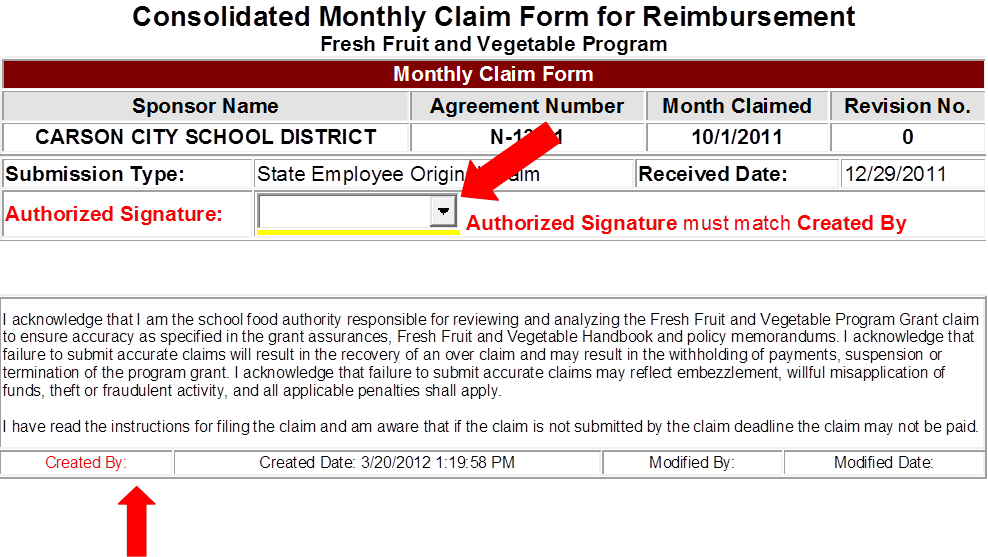 Consolidated Monthly Claim Form for Reimbursement
Fresh Fruit and Vegetable Program
Monthly Claim Form
Sponsor Name Agreement Number Month Claimed Revision No.
CARSON CITY SCHOOL DISTRICT 10/1/2011 0
Submission Type: State Employee Received Date: 12/29/2011
Authorized Signature:
Authorized Signature must match Created By
I acknowledge that I am the school food authority responsible for reviewing and analyzing the Fresh Fruit and Vegetable Program Grant claim
to ensure accuracy as specified in the grant assurances, Fresh Fruit and Vegetable Handbook and policy memorandums. I acknowledge that
failure to submit accurate claims will result in the recovery of an over claim and may result in the withholding of payments, suspension or
termination of the program grant. I acknowledge that failure to submit accurate claims may reflect embezzlement, willful misapplication of
funds, theft or fraudulent activity, and all applicable penalties shall apply.
I have read the instructions for filing the claim and am aware that if the claim is not submitted by the claim deadline the claim may not be paid.
Created By: Created Date: 3/20/2012 1:19:58 PM Modified By: Modified Date: